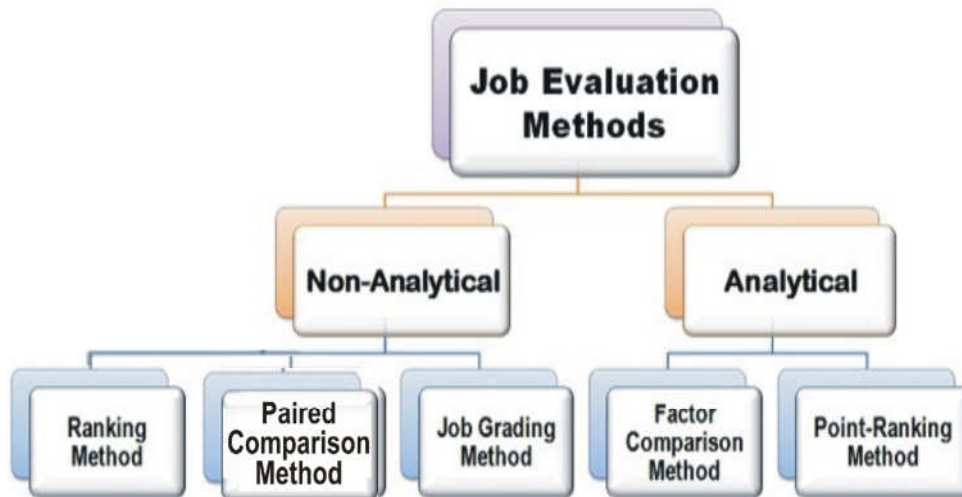 Job Evaluation
Methods
Non-Analytical
Analytical
Ranking
Method
Paired
Comparison
Method
Job Grading
Method
Factor
Comparison
Method
Point-Ranking
Method